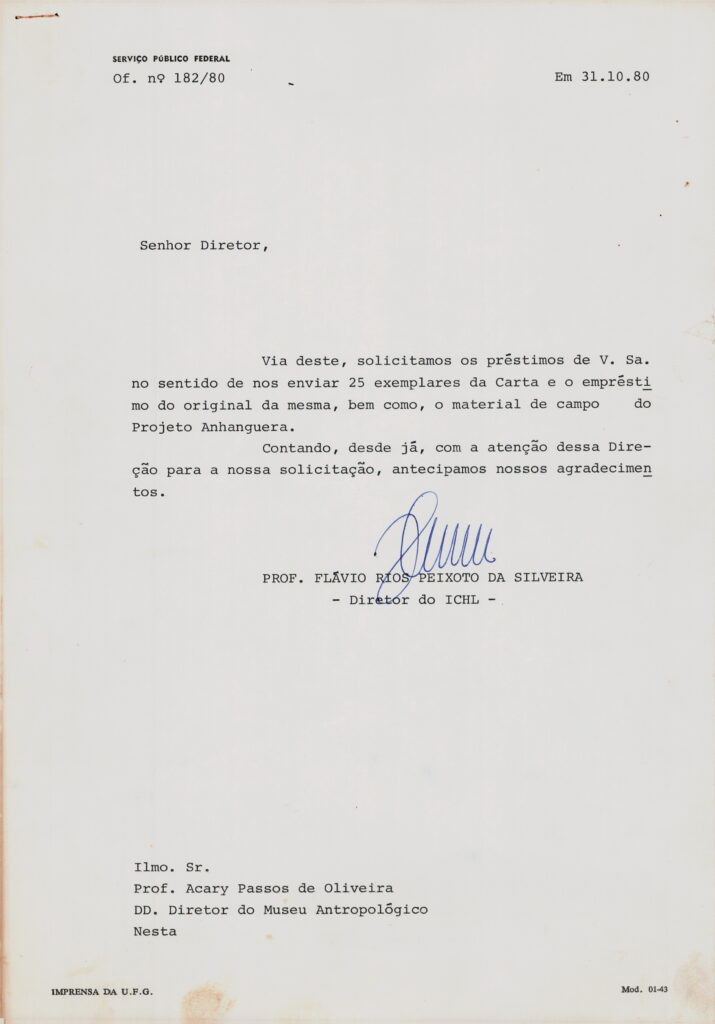 SERVIÇO PÚBLICO FEDERAL
Of. nº 182/80
Em 31.10.80
Senhor Diretor,
Via deste, solicitamos os préstimos de V. Sa.
no sentido de nos enviar 25 exemplares da Carta e o emprésti
mo do original da mesma, bem como, o material de campo do
Projeto Anhanguera.
Contando, desde já, com a atenção dessa Dire-
ção para a nossa solicitação, antecipamos nossos agradecimen
tos.
PROF. FLÁVIO RIOS PEIXOTO DA SILVEIRA
- Diretor do ICHL -
Ilmo. Sr.
Prof. Acary Passos de Oliveira
DD. Diretor do Museu Antropológico
Nesta
IMPRENSA DA U.F.G.
Mod. 01-43